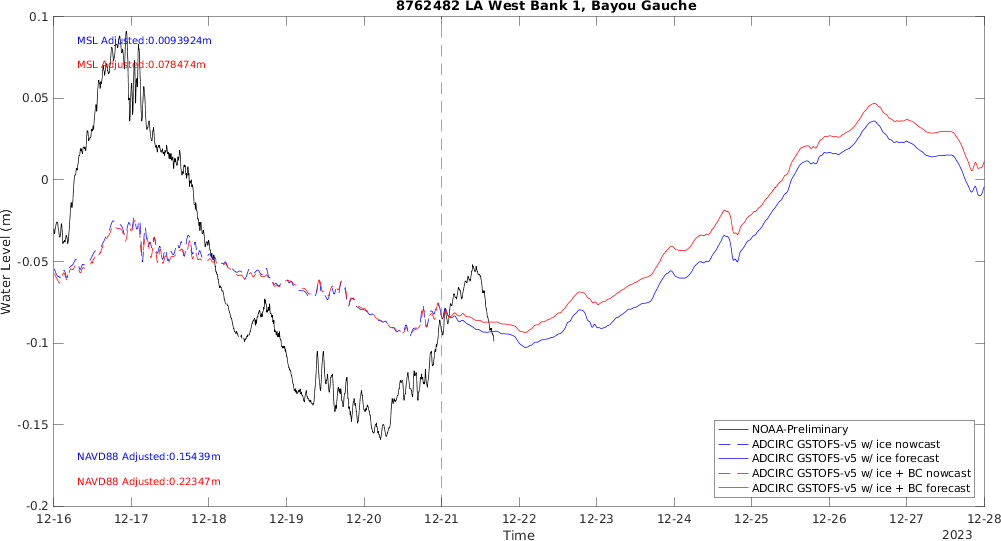 8762482 LA West Bank 1, Bayou Gauche
0.1
MSL Adjusted:0.0093924m
MSL Adjusted:0.078474m
0.05
0
-0.05
-0.1
-0.15
-0.2
Water Level (m)
NAVD88 Adjusted:0.15439m
NAVD88 Adjusted:0.22347m
NOAA-Preliminary
ADCIRC GSTOFS-v5 w/ ice nowcast
ADCIRC GSTOFS-v5 w/ ice forecast
ADCIRC GSTOFS-v5 w/ ice + BC nowcast
ADCIRC GSTOFS-v5 w/ ice + BC forecast
12-16 12-17 12-18 12-19 12-20 12-21 12-22 12-23 12-24 12-25 12-26 12-27 12-28
Time
2023